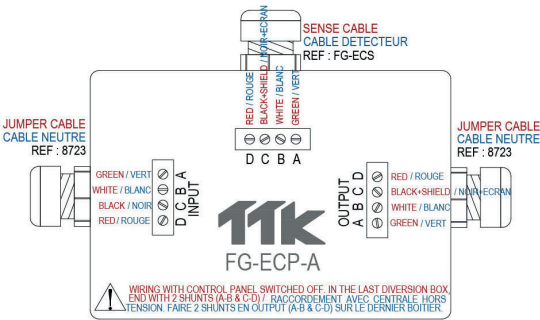 SENSE CABLE
CABLE DETECTEUR
REF : FG-ECS
RED / ROUGE
BLACK+SHIELD / NOIR+ECRAN
WHITE / BLANC
GREEN / VERT
D C B A
JUMPER CABLE
CABLE NEUTRE
REF : 8723
GREEN / VERT
WHITE / BLANC
BLACK / NOIR
RED / ROUGE
D C B A
INPUT
JUMPER CABLE
CABLE NEUTRE
REF : 8723
OUTPUT
A B C D
RED / ROUGE
BLACK+SHIELD / NOIR+ECRAN
WHITE / BLANC
GREEN / VERT
TTK
FG-ECP-A
WIRING WITH CONTROL PANEL SWITCHED OFF. IN THE LAST DIVERSION BOX,
END WITH 2 SHUNTS (A-B & C-D) / RACCORDEMENT AVEC CENTRALE HORS
TENSION. FAIRE 2 SHUNTS EN OUTPUT (A-B & C-D) SUR LE DERNIER BOITIER.